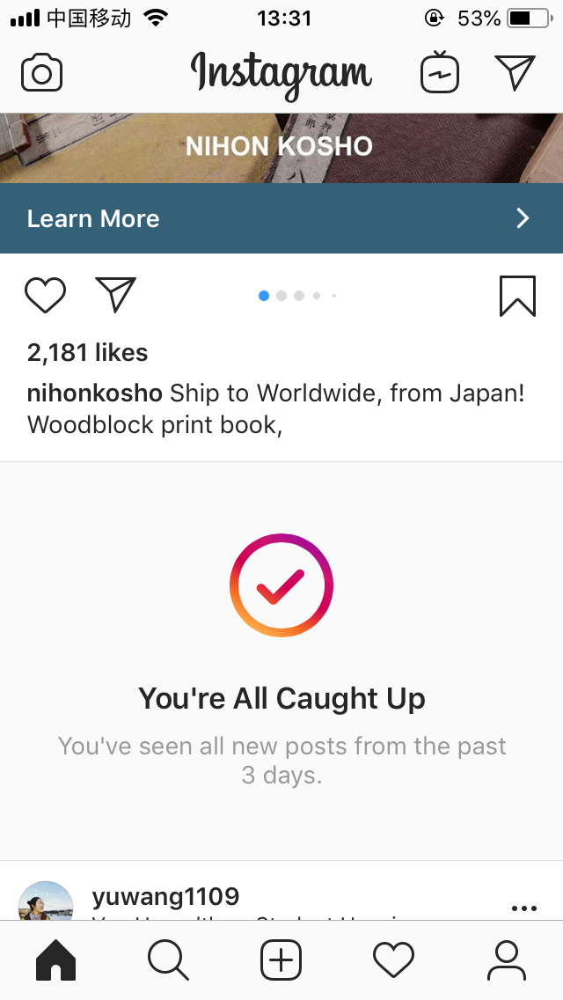 中国移动
13:31
53%
Instagram
NIHON KOSHO
Learn More
2,181 likes
nihonkosho Ship to Worldwide, from Japan!
Woodblock print book,
You're All Caught Up
You've seen all new posts from the past
3 days.
yuwang1109